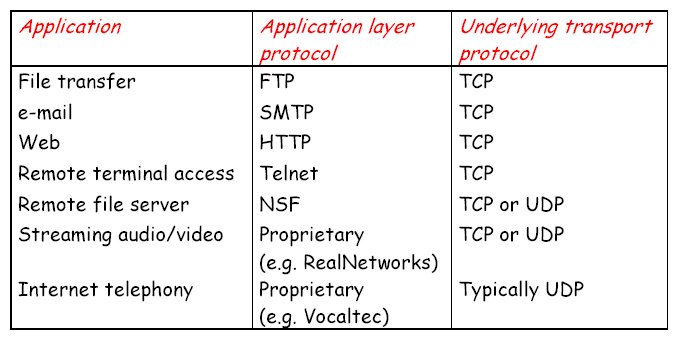 Application Application layer protocol Underlying transport protocol
File transfer FTP TCP
e-mail SMTP TCP
Web HTTP TCP
Remote terminal access Telnet TCP
Remote file server NSF TCP or UDP
Streaming audio/video Proprietary TCP or UDP
(e.g. RealNetworks)
Internet telephony Proprietary Typically UDP
(e.g. Vocaltec)